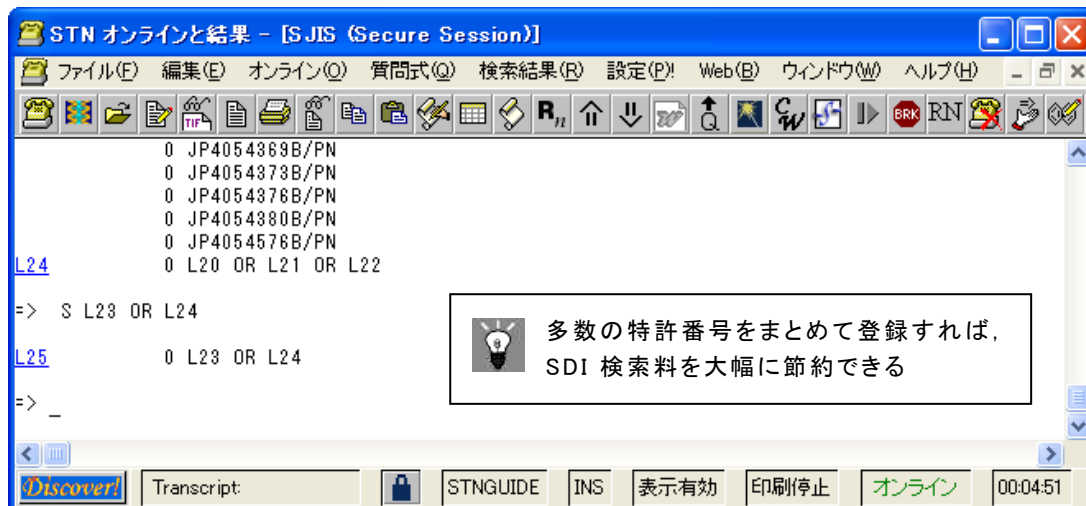 STN オンラインと結果 - [SJIS (Secure Session)]
ファイル(F) 編集(E) オンライン(O) 質問式(Q) 検索結果(R) 設定(P)! Web(B) ウィンドウ(W) ヘルプ(H)
TIF Rn Q CW BRK RN
0 JP4054369B/PN
0 JP4054373B/PN
0 JP4054376B/PN
0 JP4054380B/PN
0 JP4054576B/PN
L24 0 L20 OR L21 OR L22
=> S L23 OR L24
多数の特許番号をまとめて登録すれば,
SDI 検索料を大幅に節約できる
L25 0 L23 OR L24
=> _
Discover! Transcript: STNGUIDE INS 表示有効 印刷停止 オンライン 00:04:51